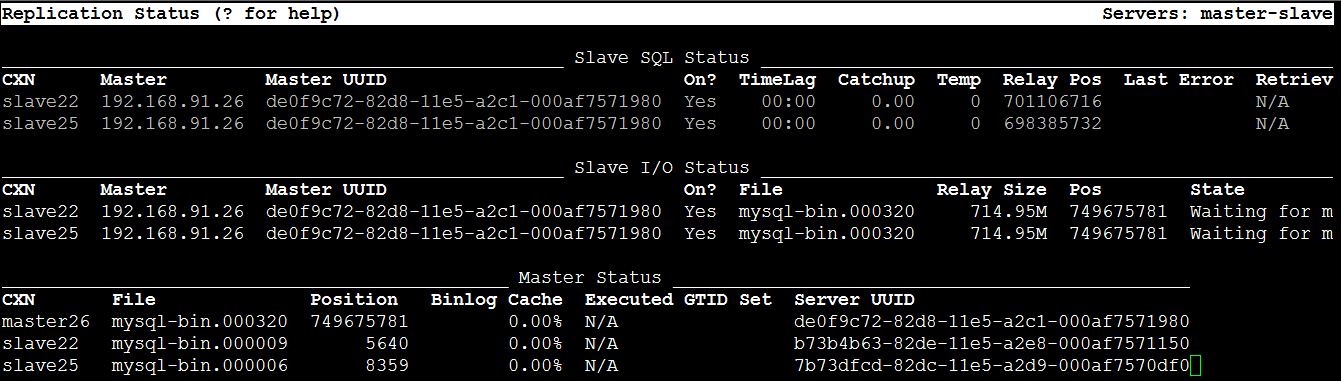 Replication Status (? for help) Servers: master-slave
Slave SQL Status
CXN Master Master UUID On? TimeLag Catchup Temp Relay Pos Last Error Retriev
slave22 192.168.91.26 de0f9c72-82d8-11e5-a2c1-000af7571980 Yes 00:00 0.00 0 701106716 N/A
slave25 192.168.91.26 de0f9c72-82d8-11e5-a2c1-000af7571980 Yes 00:00 0.00 0 698385732 N/A
Slave I/O Status
CXN Master Master UUID On? File Relay Size Pos State
slave22 192.168.91.26 de0f9c72-82d8-11e5-a2c1-000af7571980 Yes mysql-bin.000320 714.95M 749675781 Waiting for m
slave25 192.168.91.26 de0f9c72-82d8-11e5-a2c1-000af7571980 Yes mysql-bin.000320 714.95M 749675781 Waiting for m
Master Status
CXN File Position Binlog Cache Executed GTID Set Server UUID
master26 mysql-bin.000320 749675781 0.00% N/A de0f9c72-82d8-11e5-a2c1-000af7571980
slave22 mysql-bin.000009 5640 0.00% N/A b73b4b63-82de-11e5-a2e8-000af7571150
slave25 mysql-bin.000006 8359 0.00% N/A 7b73dfcd-82dc-11e5-a2d9-000af7570df0